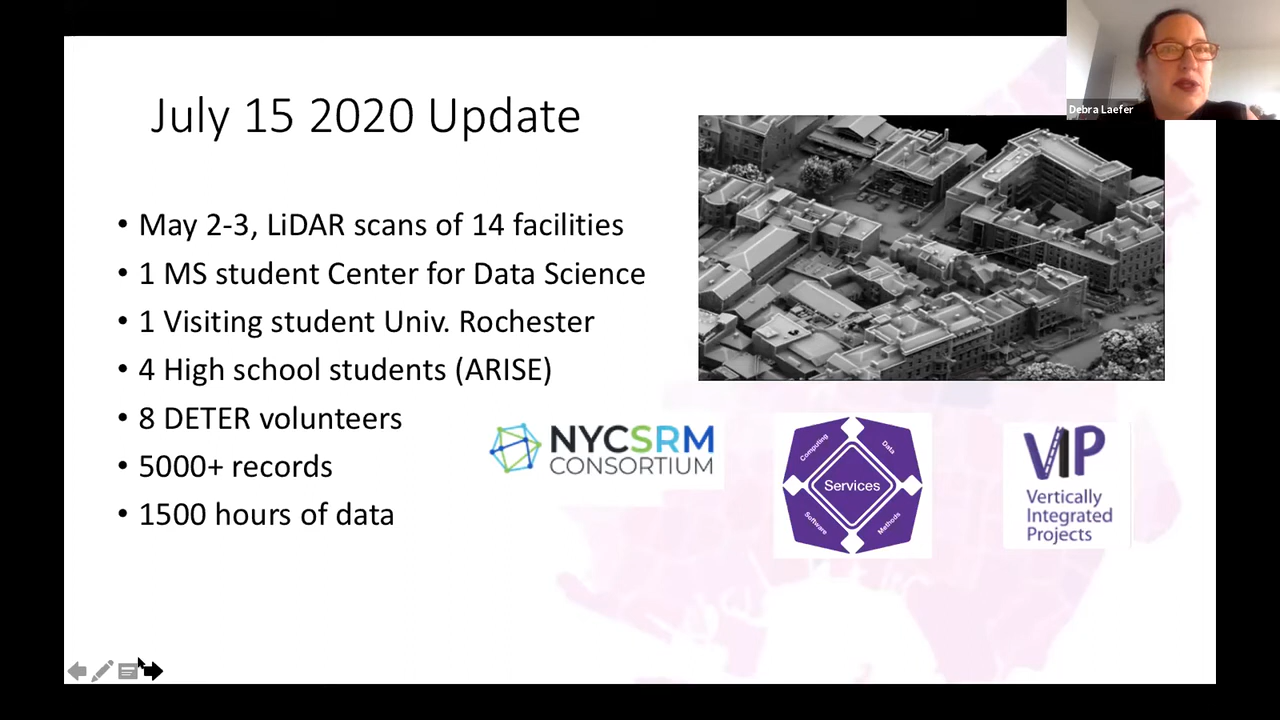 Debra Laefer
July 15 2020 Update
• May 2-3, LiDAR scans of 14 facilities
• 1 MS student Center for Data Science
• 1 Visiting student Univ. Rochester
• 4 High school students (ARISE)
• 8 DETER volunteers
• 5000+ records
• 1500 hours of data
NYCSRM
CONSORTIUM
Computing
Data
Services
Software
Methods
VIP
Vertically
Integrated
Projects